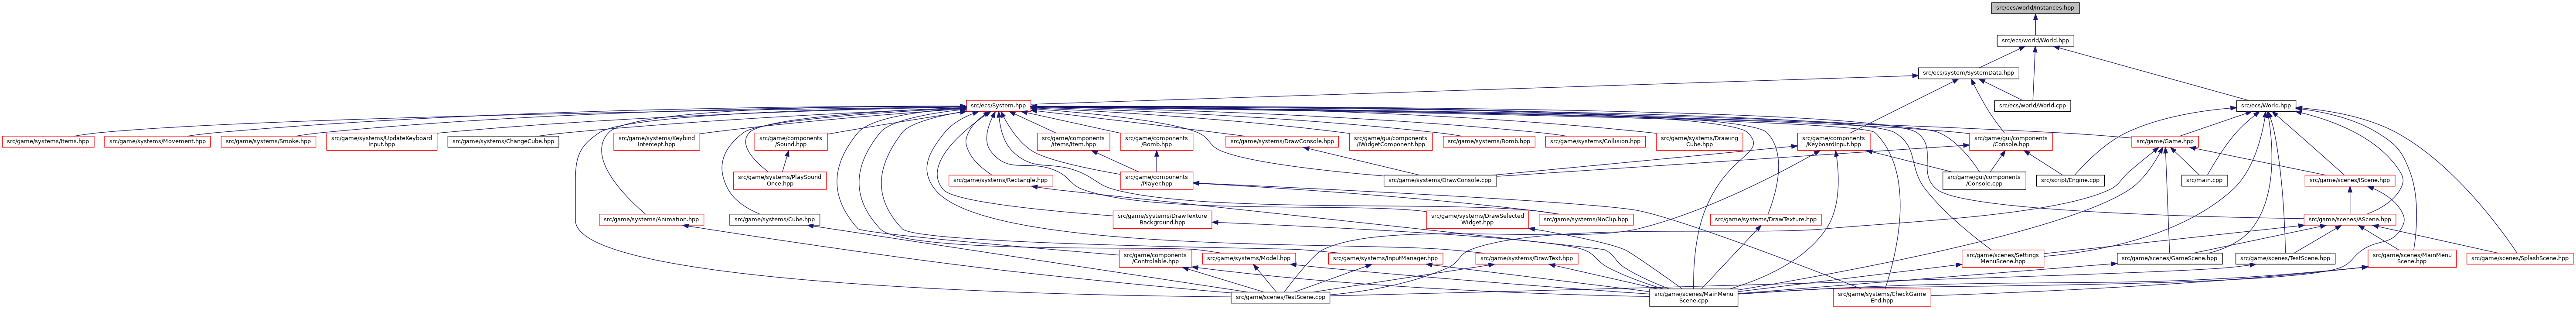 src/ecs/world/Instances.hpp
src/ecs/world/World.hpp
src/ecs/system/SystemData.hpp
src/ecs/System.hpp
src/ecs/world/World.cpp
src/ecs/World.hpp
src/game/systems/Items.hpp
src/game/systems/Movement.hpp
src/game/systems/Smoke.hpp
src/game/systems/UpdateKeyboard
Input.hpp
src/game/systems/ChangeCube.hpp
src/game/systems/Keybind
Intercept.hpp
src/game/components
/Sound.hpp
src/game/components
/items/Item.hpp
src/game/components
/Bomb.hpp
src/game/systems/DrawConsole.hpp
src/game/gui/components
/WidgetComponent.hpp
src/game/systems/Bomb.hpp
src/game/systems/Collision.hpp
src/game/systems/Drawing
Cube.hpp
src/game/components
/KeyboardInput.hpp
src/game/gui/components
/Console.hpp
src/game/Game.hpp
src/game/systems/PlaySound
Once.hpp
src/game/systems/Rectangle.hpp
src/game/components
/Player.hpp
src/game/systems/DrawConsole.cpp
src/game/gui/components
/Console.cpp
src/script/Engine.cpp
src/main.cpp
src/game/scenes/IScene.hpp
src/game/systems/Animation.hpp
src/game/systems/Cube.hpp
src/game/systems/DrawTexture
Background.hpp
src/game/systems/DrawSelected
Widget.hpp
src/game/systems/NoClip.hpp
src/game/systems/DrawTexture.hpp
src/game/scenes/AScene.hpp
src/game/components
/Controlable.hpp
src/game/systems/Model.hpp
src/game/systems/InputManager.hpp
src/game/systems/DrawText.hpp
src/game/scenes/Settings
MenuScene.hpp
src/game/scenes/GameScene.hpp
src/game/scenes/TestScene.hpp
src/game/scenes/MainMenu
Scene.hpp
src/game/scenes/SplashScene.hpp
src/game/scenes/TestScene.cpp
src/game/scenes/MainMenu
Scene.cpp
src/game/systems/CheckGame
End.hpp